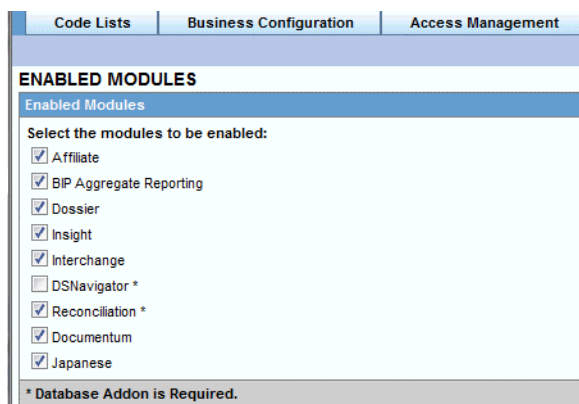 Code Lists Business Configuration Access Management
ENABLED MODULES
Enabled Modules
Select the modules to be enabled:
Affiliate
BIP Aggregate Reporting
Dossier
Insight
Interchange
DSNavigator *
Reconciliation *
Documentum
Japanese
* Database Addon is Required.